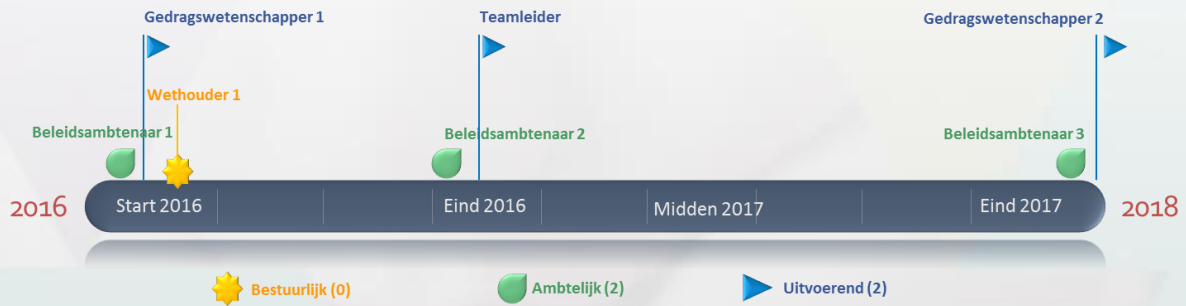 Gedragswetenschapper 1
Teamleider
Gedragswetenschapper 2
Wethouder 1
Beleidsambtenaar 1
Beleidsambtenaar 2
Beleidsambtenaar 3
2016
Start 2016
Eind 2016
Midden 2017
Eind 2017
2018
Bestuurlijk (0)
Ambtelijk (2)
Uitvoerend (2)